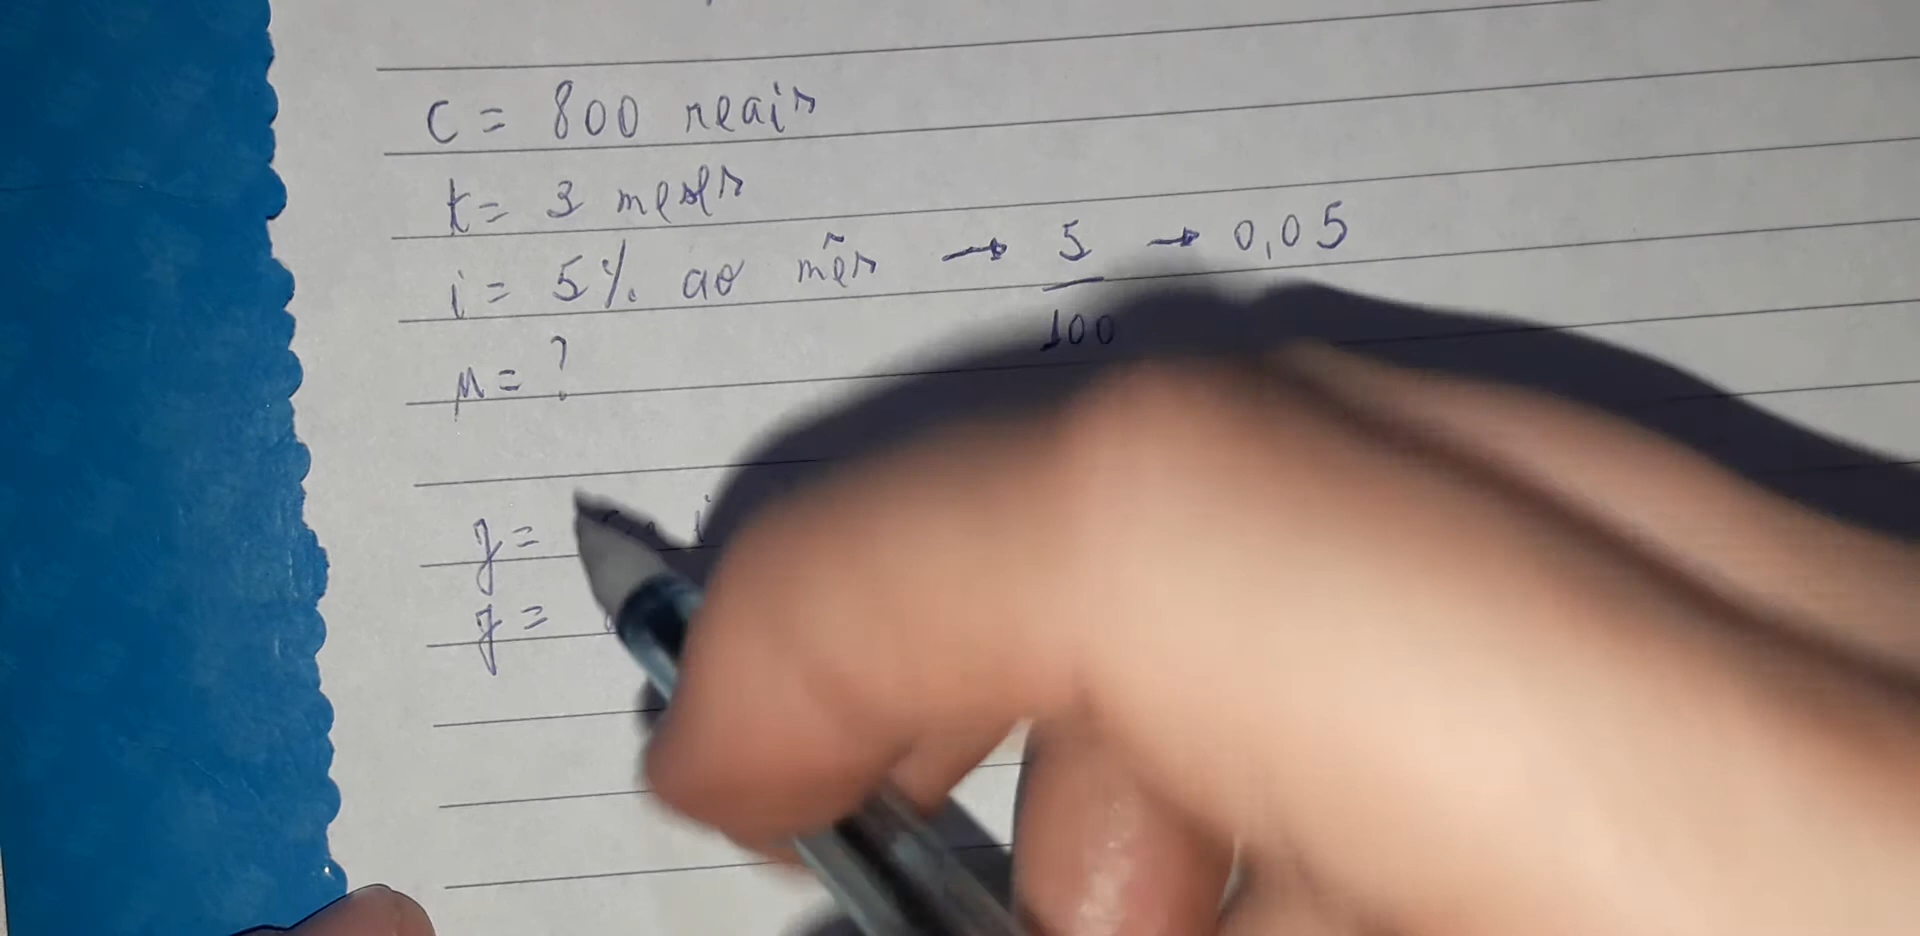 C = 800 reais
t = 3 meses
i = 5% ao mês → 5/100 → 0,05
M = ?
J = i
J =